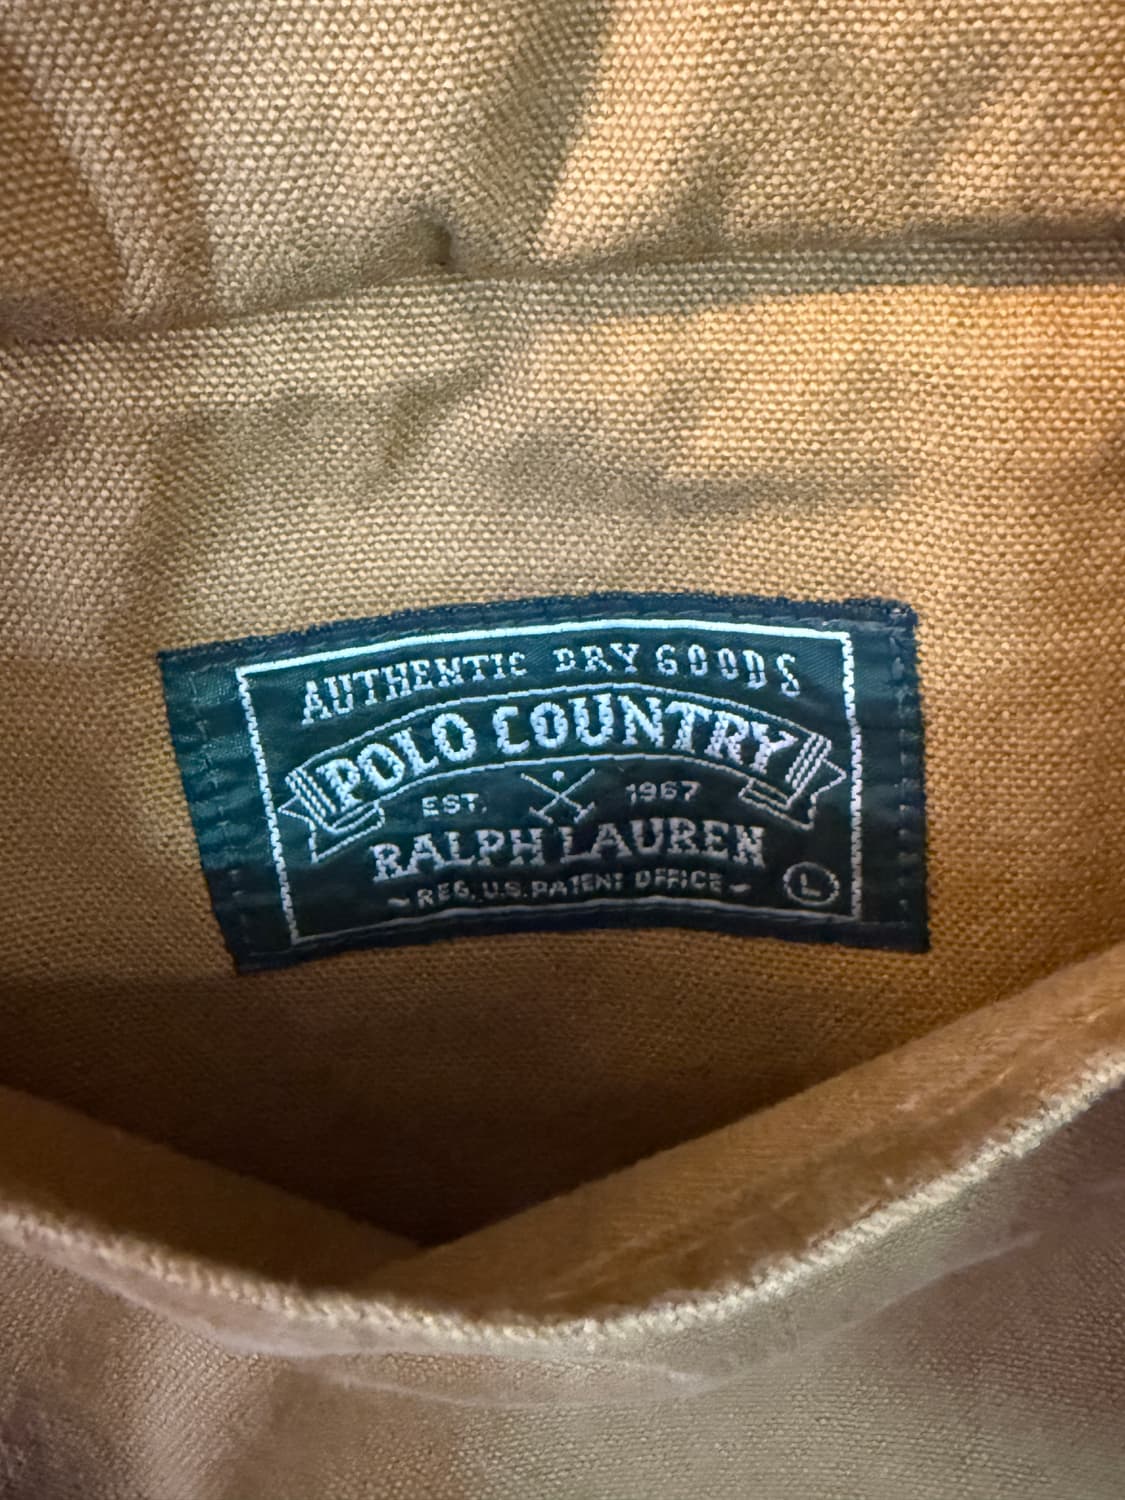 AUTHENTIC DRY GOODS
POLO COUNTRY
EST. 1967
RALPH LAUREN
~REG. U.S. PATENT OFFICE~
L